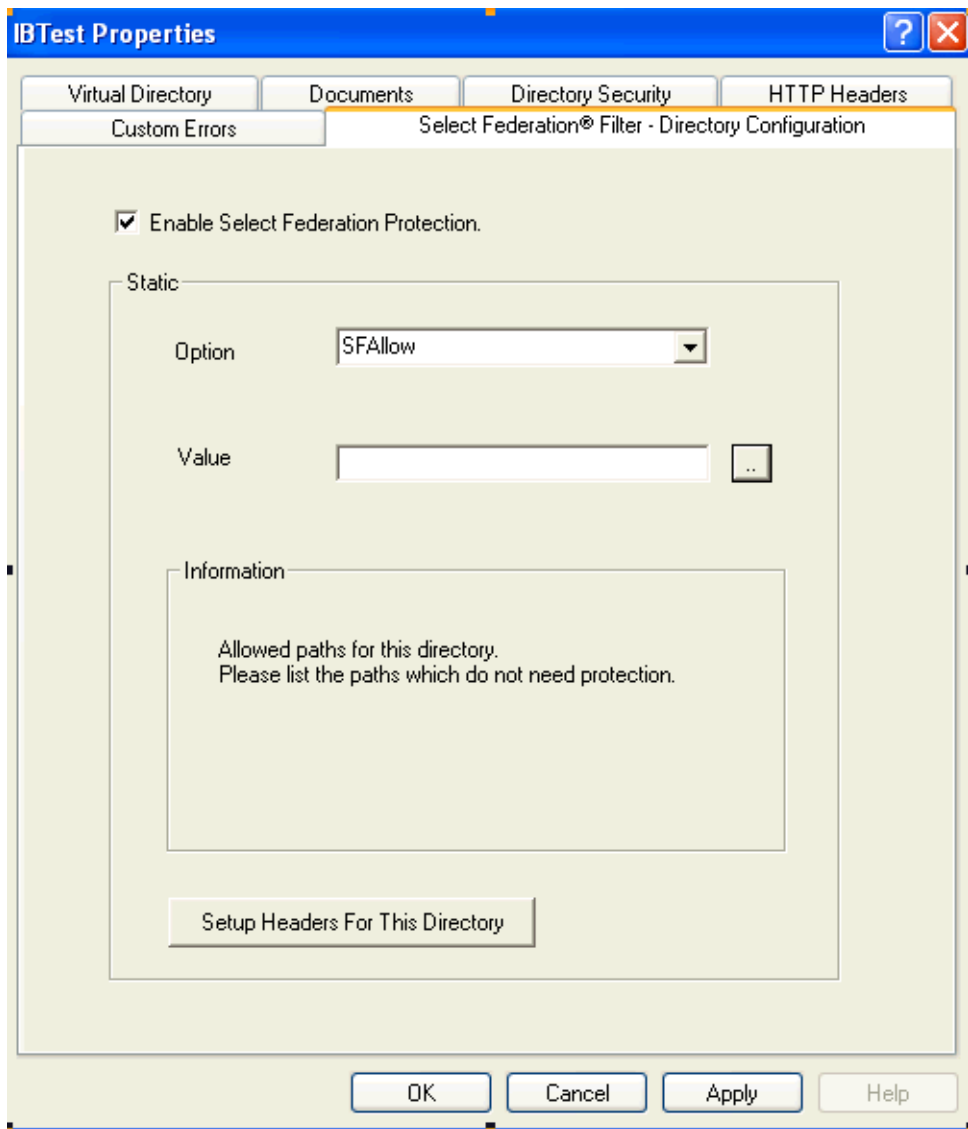 IBTest Properties
?
Virtual Directory
Documents
Directory Security
HTTP Headers
Custom Errors
Select Federation® Filter - Directory Configuration
Enable Select Federation Protection.
Static
Option
SFAllow
Value
..
Information
Allowed paths for this directory.
Please list the paths which do not need protection.
Setup Headers For This Directory
OK
Cancel
Apply
Help